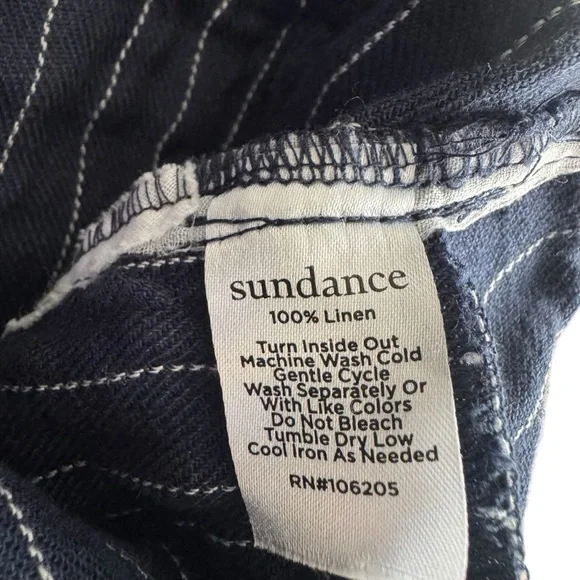 sundance
100% Linen
Turn Inside Out
Machine Wash Cold
Gentle Cycle
Wash Separately Or
With Like Colors
Do Not Bleach
Tumble Dry Low
Cool Iron As Needed
RN#106205